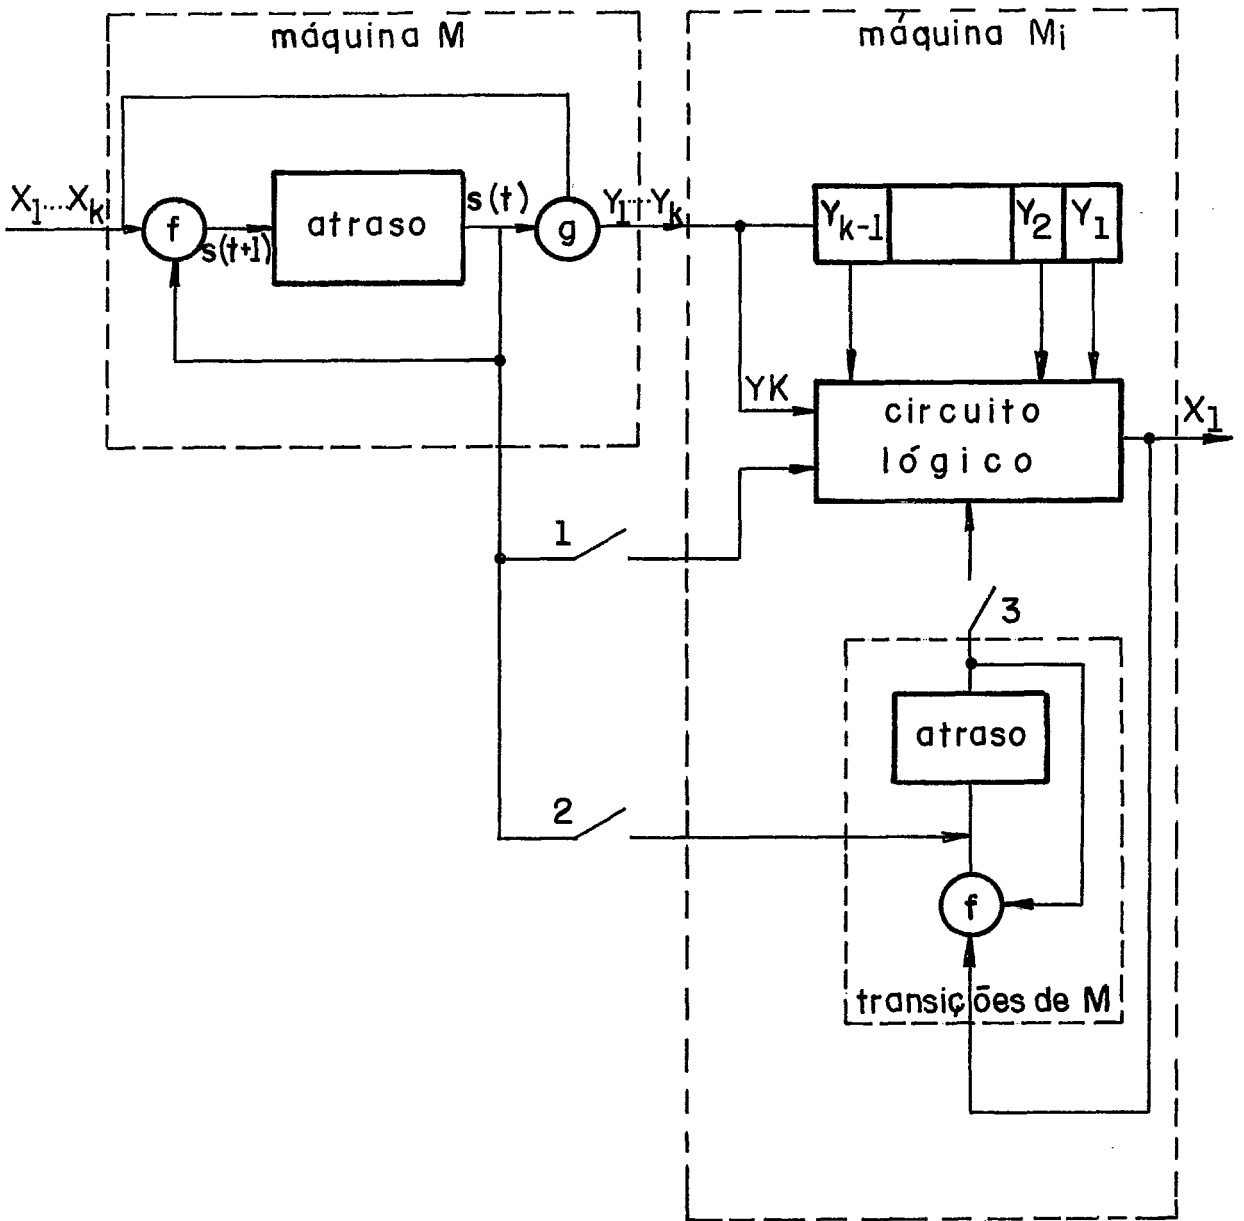 máquina M
X1....Xk
f
s(t+1)
atraso
s(t)
g
Y1...Yk
máquina Mi
Yk-1
Y2
Y1
YK
circuito
lógico
X1
1
3
atraso
2
f
transições de M